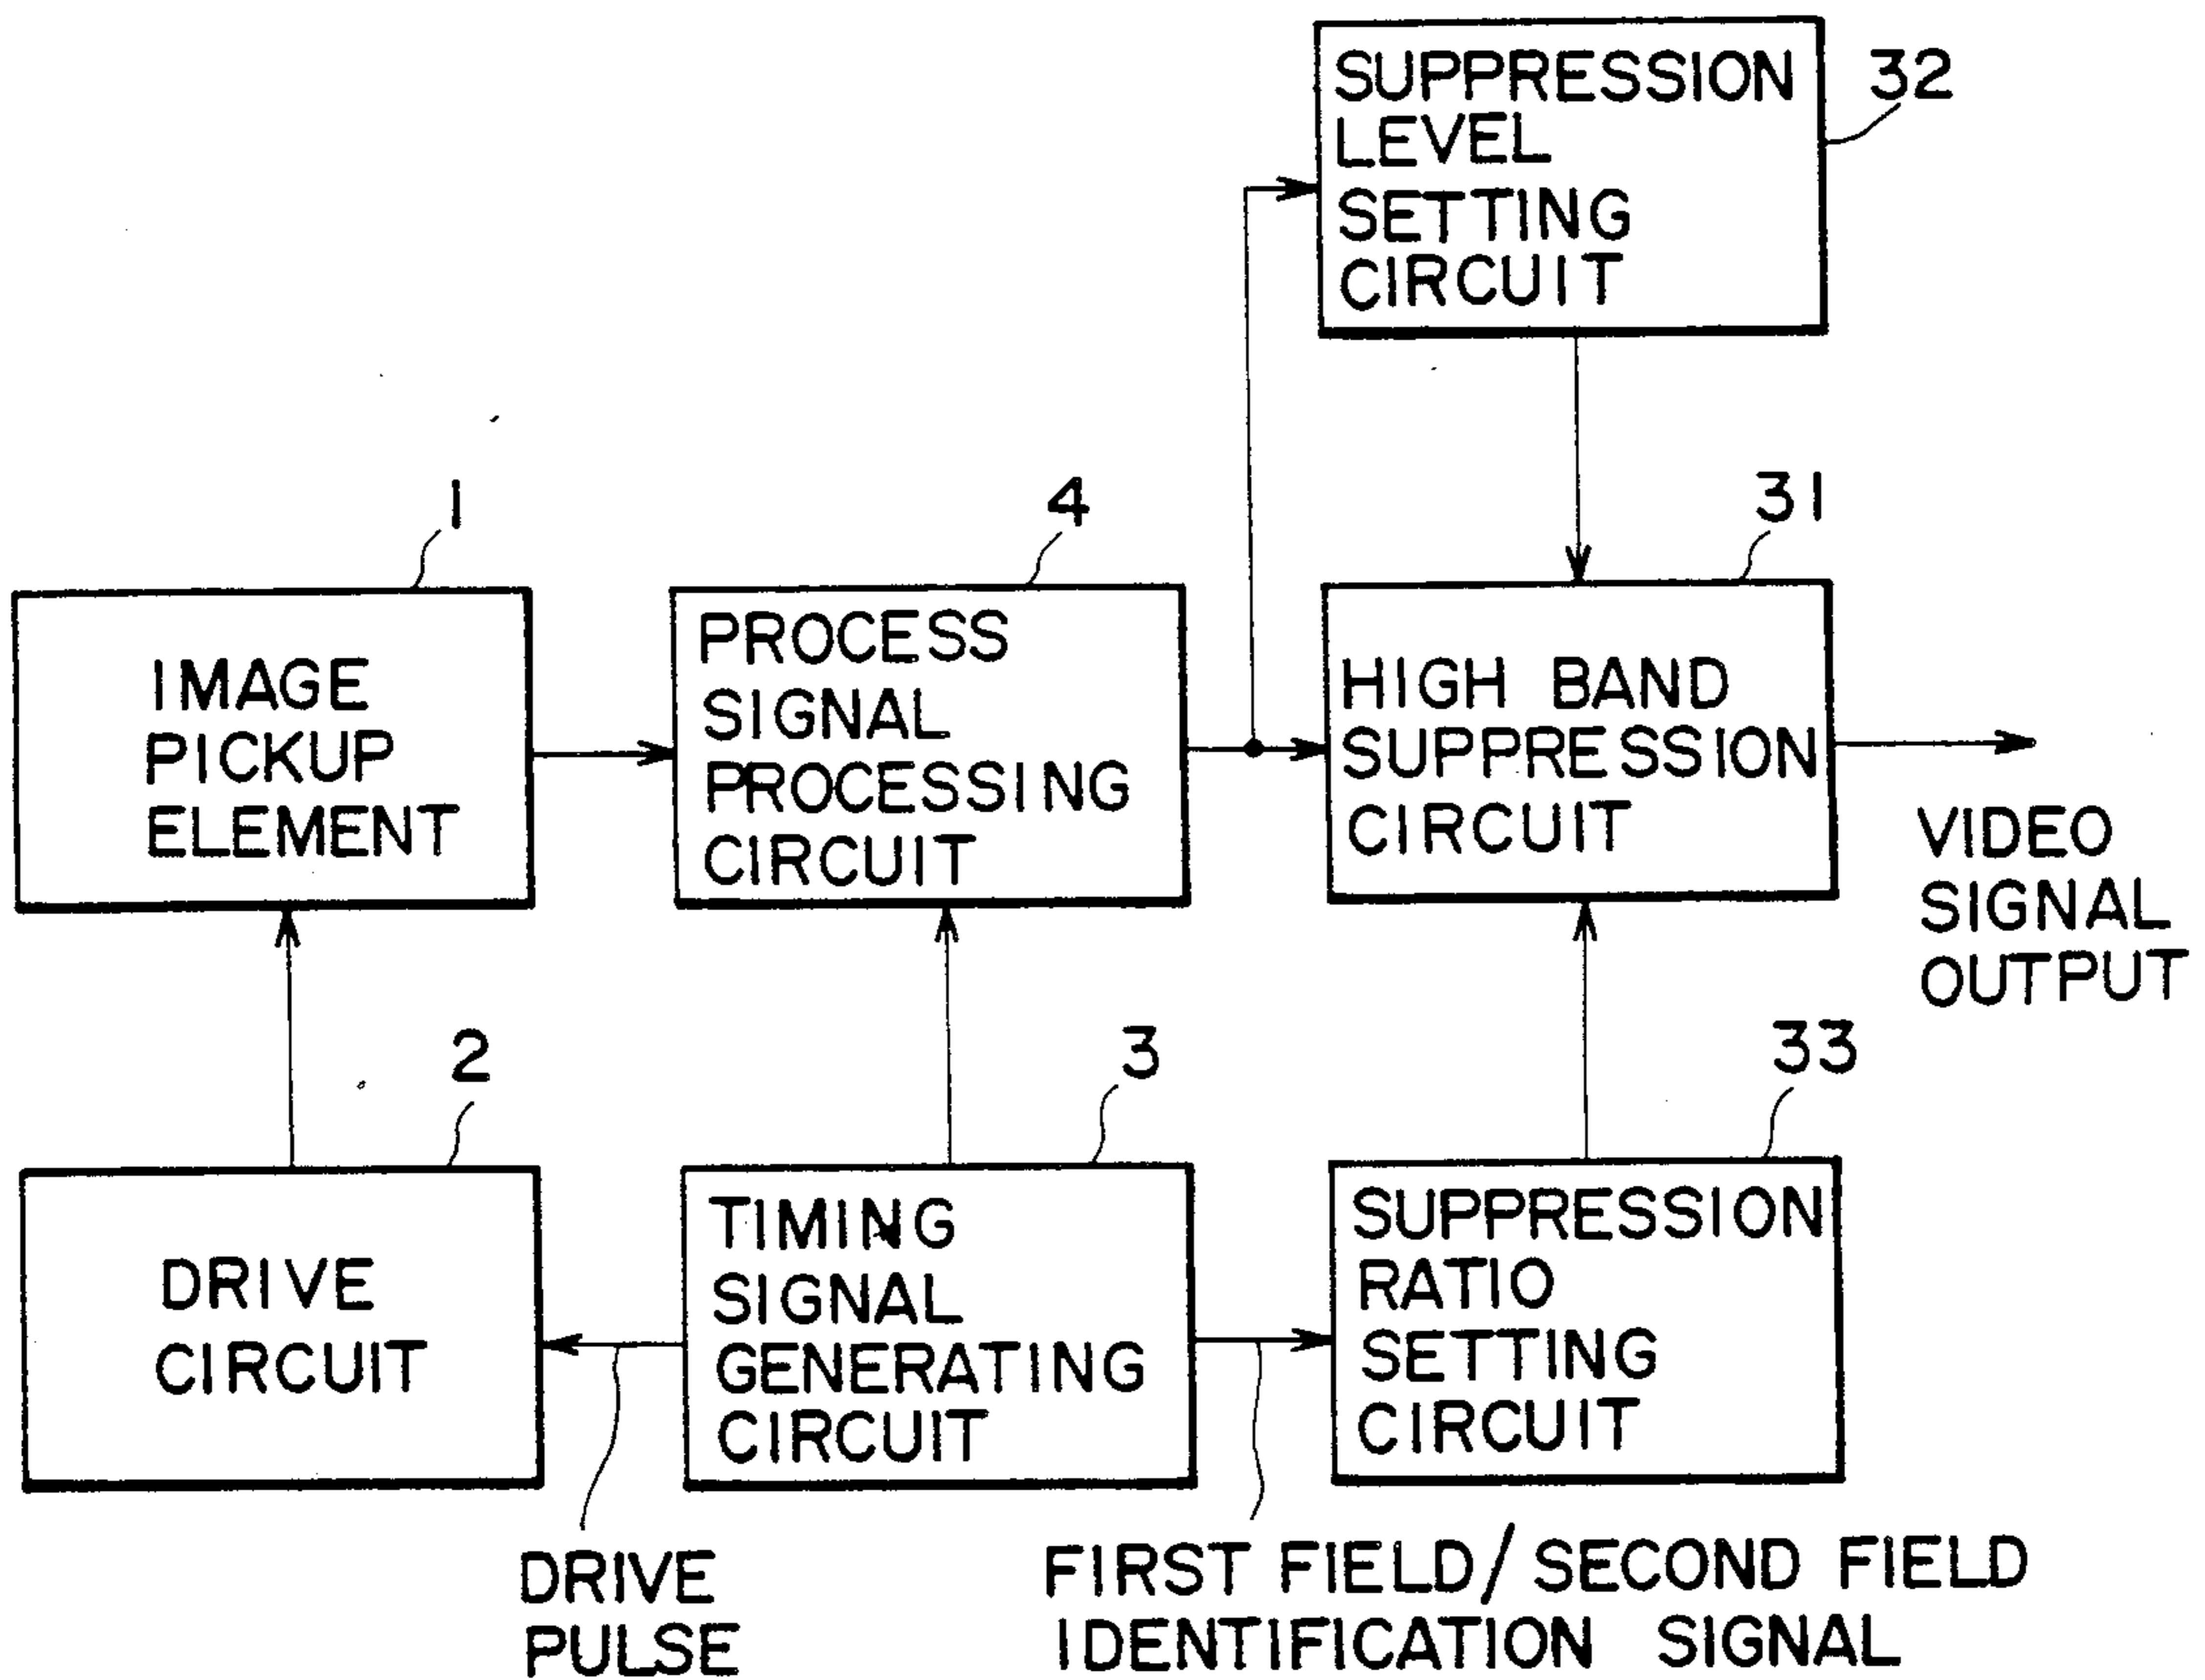 SUPPRESSION
LEVEL
SETTING
CIRCUIT
32
1
IMAGE
PICKUP
ELEMENT
4
PROCESS
SIGNAL
PROCESSING
CIRCUIT
31
HIGH BAND
SUPPRESSION
CIRCUIT
VIDEO
SIGNAL
OUTPUT
2
DRIVE
CIRCUIT
3
TIMING
SIGNAL
GENERATING
CIRCUIT
33
SUPPRESSION
RATIO
SETTING
CIRCUIT
DRIVE
PULSE
FIRST FIELD/SECOND FIELD
IDENTIFICATION SIGNAL